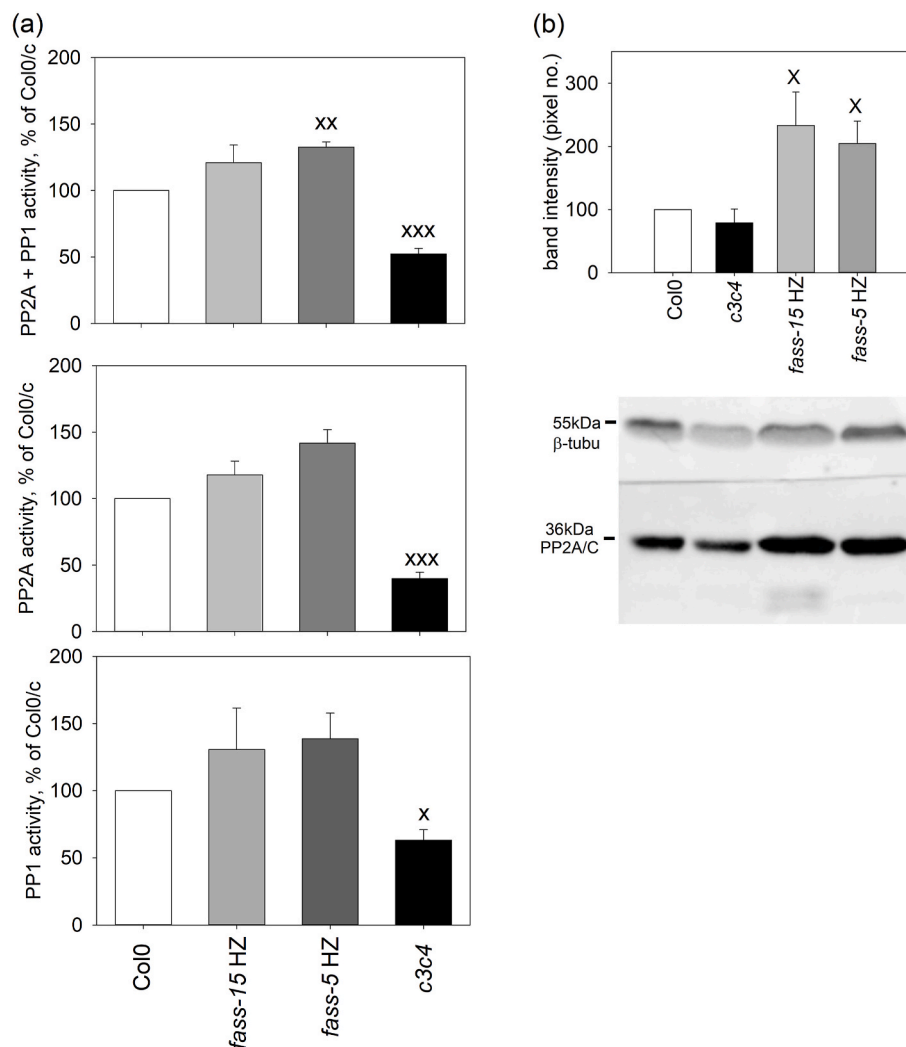 (a)
PP2A + PP1 activity, % of Col0/c
200
150
100
50
0
xx
xxx
PP2A activity, % of Col0/c
200
150
100
50
0
xxx
PP1 activity, % of Col0/c
200
150
100
50
0
x
Col0
fass-15 HZ
fass-5 HZ
c3c4
(b)
band intensity (pixel no.)
300
200
100
0
X
X
Col0
c3c4
fass-15 HZ
fass-5 HZ
55kDa
β-tubu
36kDa
PP2A/C